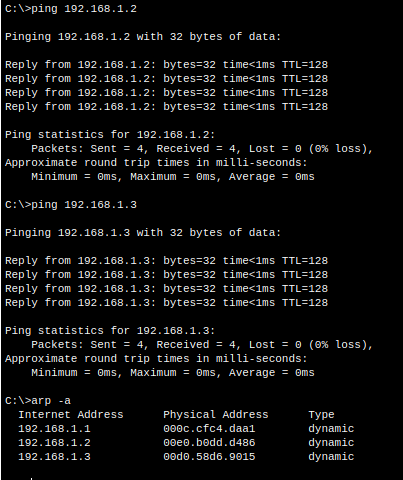 C:\>ping 192.168.1.2
Pinging 192.168.1.2 with 32 bytes of data:
Reply from 192.168.1.2: bytes=32 time<1ms TTL=128
Reply from 192.168.1.2: bytes=32 time<1ms TTL=128
Reply from 192.168.1.2: bytes=32 time<1ms TTL=128
Reply from 192.168.1.2: bytes=32 time<1ms TTL=128
Ping statistics for 192.168.1.2:
    Packets: Sent = 4, Received = 4, Lost = 0 (0% loss),
Approximate round trip times in milli-seconds:
    Minimum = 0ms, Maximum = 0ms, Average = 0ms
C:\>ping 192.168.1.3
Pinging 192.168.1.3 with 32 bytes of data:
Reply from 192.168.1.3: bytes=32 time<1ms TTL=128
Reply from 192.168.1.3: bytes=32 time<1ms TTL=128
Reply from 192.168.1.3: bytes=32 time<1ms TTL=128
Reply from 192.168.1.3: bytes=32 time<1ms TTL=128
Ping statistics for 192.168.1.3:
    Packets: Sent = 4, Received = 4, Lost = 0 (0% loss),
Approximate round trip times in milli-seconds:
    Minimum = 0ms, Maximum = 0ms, Average = 0ms
C:\>arp -a
  Internet Address      Physical Address      Type
  192.168.1.1           000c.cfc4.daa1        dynamic
  192.168.1.2           00e0.b0dd.d486        dynamic
  192.168.1.3           00d0.58d6.9015        dynamic